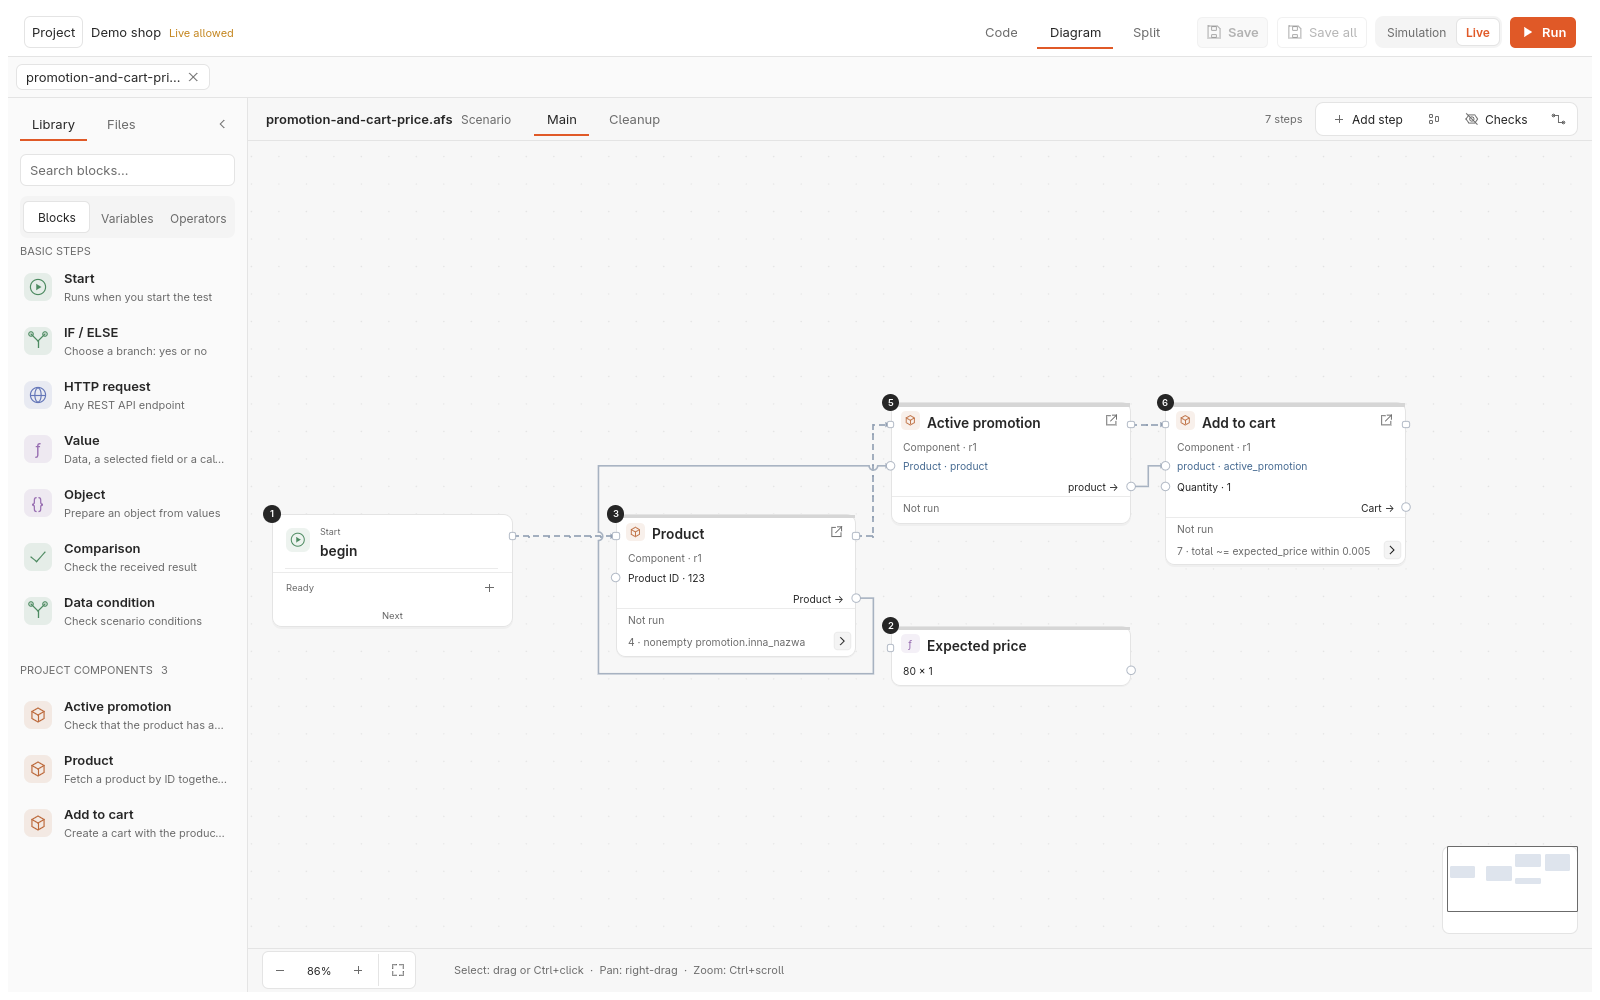 Project
Demo shop
Live allowed
Code
Diagram
Split
Save
Save all
Simulation
Live
Run
promotion-and-cart-pri...
Library
Files
promotion-and-cart-price.afs
Scenario
Main
Cleanup
7 steps
Add step
Checks
Search blocks...
Blocks
Variables
Operators
BASIC STEPS
Start
Runs when you start the test
IF / ELSE
Choose a branch: yes or no
HTTP request
Any REST API endpoint
Value
Data, a selected field or a cal...
Object
Prepare an object from values
Comparison
Check the received result
Data condition
Check scenario conditions
PROJECT COMPONENTS 3
Active promotion
Check that the product has a...
Product
Fetch a product by ID togethe...
Add to cart
Create a cart with the produc...
1
Start
begin
Ready
Next
3
Product
Component · r1
Product ID · 123
Product →
Not run
4 · nonempty promotion.inna_nazwa
5
Active promotion
Component · r1
Product · product
product →
Not run
6
Add to cart
Component · r1
product · active_promotion
Quantity · 1
Cart →
Not run
7 · total ~= expected_price within 0.005
2
Expected price
80 × 1
86%
Select: drag or Ctrl+click · Pan: right-drag · Zoom: Ctrl+scroll